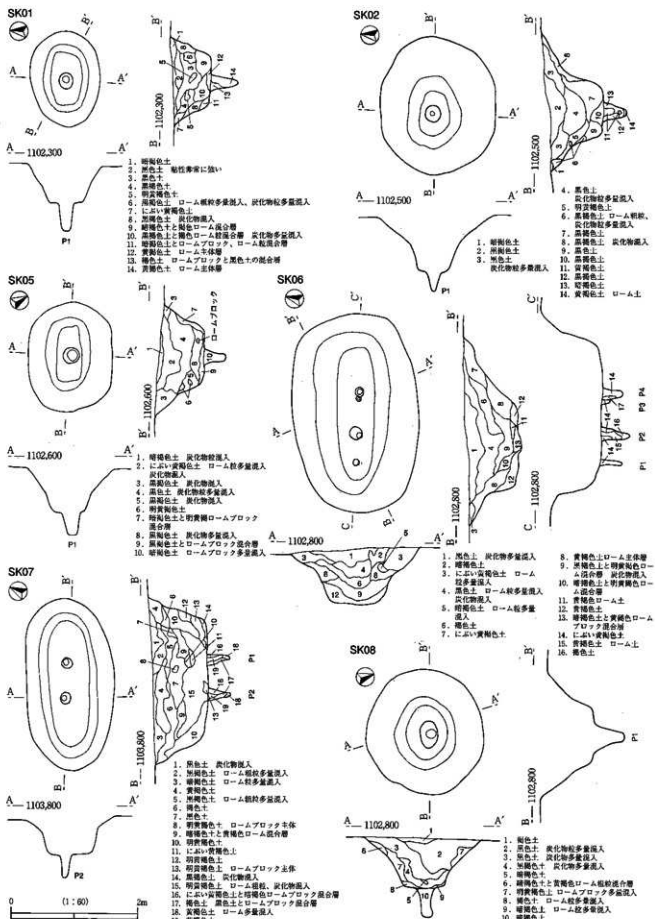 SK01
B'
A
A'
B
1102,300
P1
B
B'
1102,300
1. 暗褐色土
2. 黒色土 粘性非常に強い
3. 黒色土
4. 黒褐色土
5. 明黄褐色土
6. 黒褐色土 ローム粗粒多量混入、炭化物粒多量混入
7. にぶい黄褐色土
8. 黒褐色土 炭化物混入
9. 暗褐色土と褐色ローム混合層
10. 黒褐色土と褐色ローム粒混合層 炭化物多量混入
11. 暗褐色土とロームブロック、ローム粒混合層
12. 黄褐色土 ローム主体層
13. 褐色土 ロームブロックと黒色土の混合層
14. 黄褐色土 ローム主体層
SK02
B'
A
A'
B
1102,500
P1
B'
B
1102,500
1. 暗褐色土
2. 黒褐色土
3. 黒色土
炭化物粒多量混入
4. 黒色土
炭化物粒多量混入
5. 明黄褐色土
6. 黒褐色土 ローム粗粒、
炭化物粒多量混入
7. 黒褐色土
8. 黒褐色土 炭化物混入
9. 黒色土
10. 黒褐色土
11. 黄褐色土
12. 黒褐色土
13. 暗褐色土
14. 黄褐色土 ローム土
SK05
B'
A
A'
B
1102,600
P1
B'
B
1102,600
ロームブロック
1. 暗褐色土 炭化物粒混入
2. にぶい黄褐色土 ローム粒多量混入
炭化物混入
3. 黒褐色土 炭化物混入
4. 黒色土 炭化物粒多量混入
5. 黒褐色土 炭化物混入
6. 明黄褐色土
7. 暗褐色土と明黄褐ロームブロック
混合層
8. 黒褐色土 炭化物多量混入
9. 黒褐色土とロームブロック混合層
10. 暗褐色土 ロームブロック多量混入
SK06
C'
B'
A'
A
C
B
1102,800
B'
B
1102,800
C'
C
1102,800
P4
P3
P2
P1
1. 黒色土 炭化物多量混入
2. 暗褐色土
3. にぶい黄褐色土 ローム
粒多量混入
4. 黒色土 ローム粒多量混入
炭化物混入
5. 暗褐色土 ローム粒多量
混入
6. 褐色土
7. にぶい黄褐色土
8. 黄褐色土ローム主体層
9. 黒褐色土と明黄褐色ロー
ム混合層 炭化物混入
10. 暗褐色土と明黄褐色ロー
ム混合層
11. 黄褐色ローム土
12. 黄褐色土
13. 暗褐色土と黄褐色ローム
ブロック混合層
14. にぶい黄褐色土
15. 黄褐色土 ローム土
16. 褐色土
SK07
B'
A
A'
B
1103,800
P2
B'
B
1103,800
P1
P2
1. 黒色土 炭化物混入
2. 黒褐色土 ローム粗粒多量混入
3. 暗褐色土 ローム粒多量混入
4. 黄褐色土
5. 黒褐色土 ローム粗粒多量混入
6. 褐色土
7. 黒色土
8. 明黄褐色土 ロームブロック主体
9. 暗褐色土と黄褐色ローム混合層
10. 明黄褐色土
11. にぶい黄褐色土
12. 明黄褐色土
13. 明黄褐色土 ロームブロック主体
14. 黒褐色土 炭化物混入
15. 明黄褐色土 ローム粗粒、炭化物混入
16. にぶい褐色土と暗褐色ロームブロック混合層
17. 褐色土 黒色土とロームブロック混合層
18. 黄褐色土 ローム多量混入
SK08
B'
A'
A
B
1102,800
P1
1102,800
1. 褐色土
2. 黒色土 炭化物粒多量混入
3. 黒色土 炭化物多量混入
4. 黒褐色土 炭化物多量混入
5. 暗褐色土
6. 暗褐色土と黄褐色ローム粗粒混合層
7. 明黄褐色土 ロームブロック多量混入
8. 黄色土 ローム粒多量混入
9. 暗褐色土 ローム粒多量混入
0 (1:60) 2m